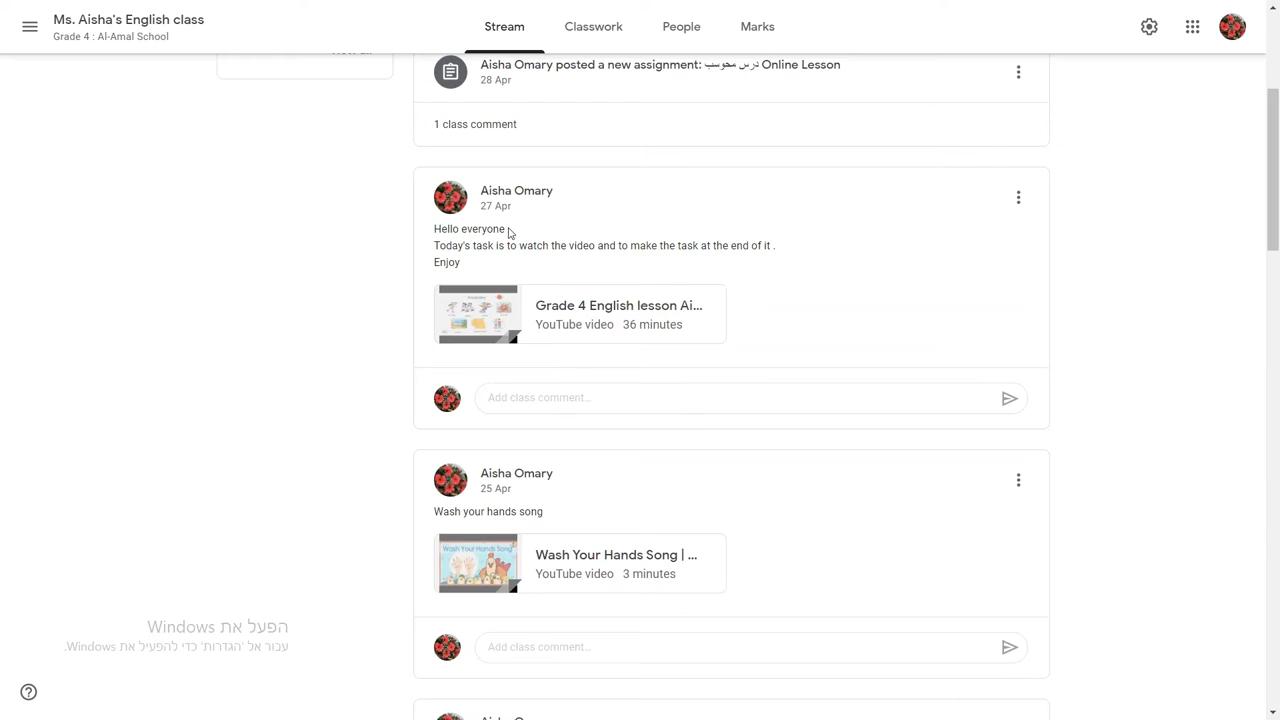 Ms. Aisha's English class
Grade 4 : Al-Amal School
Stream
Classwork
People
Marks
Aisha Omary posted a new assignment: درس محوسب Online Lesson
28 Apr
1 class comment
Aisha Omary
27 Apr
Hello everyone
Today's task is to watch the video and to make the task at the end of it .
Enjoy
Grade 4 English lesson Ai...
YouTube video 36 minutes
Add class comment...
Aisha Omary
25 Apr
Wash your hands song
Wash Your Hands Song
Wash Your Hands Song | ...
YouTube video 3 minutes
Add class comment...
הפעל את Windows
עבור אל 'הגדרות' כדי להפעיל את Windows.